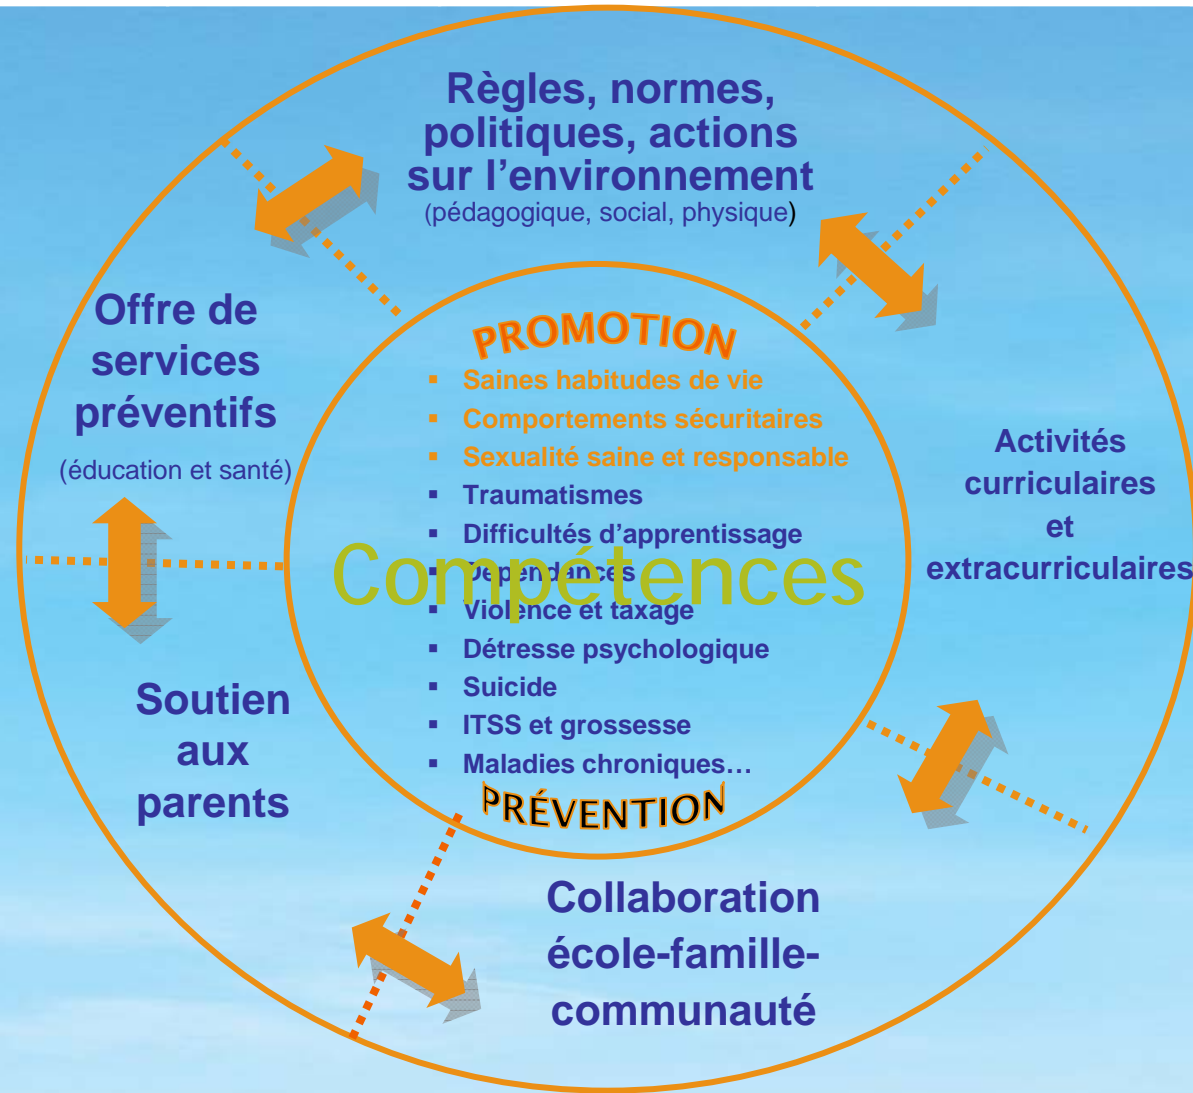 Règles, normes,
politiques, actions
sur l’environnement
(pédagogique, social, physique)
Offre de
services
préventifs
(éducation et santé)
PROMOTION
▪ Saines habitudes de vie
▪ Comportements sécuritaires
▪ Sexualité saine et responsable
▪ Traumatismes
▪ Difficultés d’apprentissage
▪ Dépendances
▪ Violence et taxage
▪ Détresse psychologique
▪ Suicide
▪ ITSS et grossesse
▪ Maladies chroniques…
PRÉVENTION
Compétences
Activités
curriculaires
et
extracurriculaires
Soutien
aux
parents
Collaboration
école-famille-
communauté